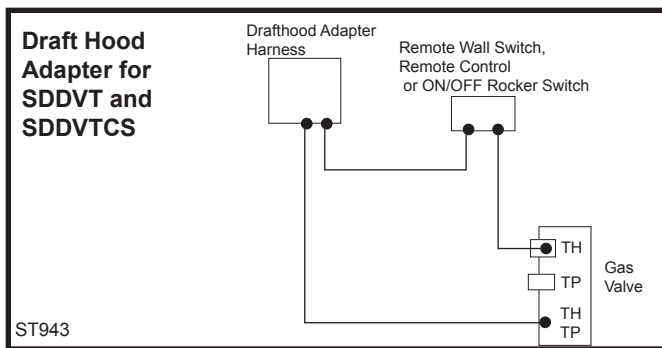 Draft Hood
Adapter for
SDDVT and
SDDVTCS
Drafthood Adapter
Harness
Remote Wall Switch,
Remote Control
or ON/OFF Rocker Switch
TH
TP
TH
TP
Gas
Valve
ST943